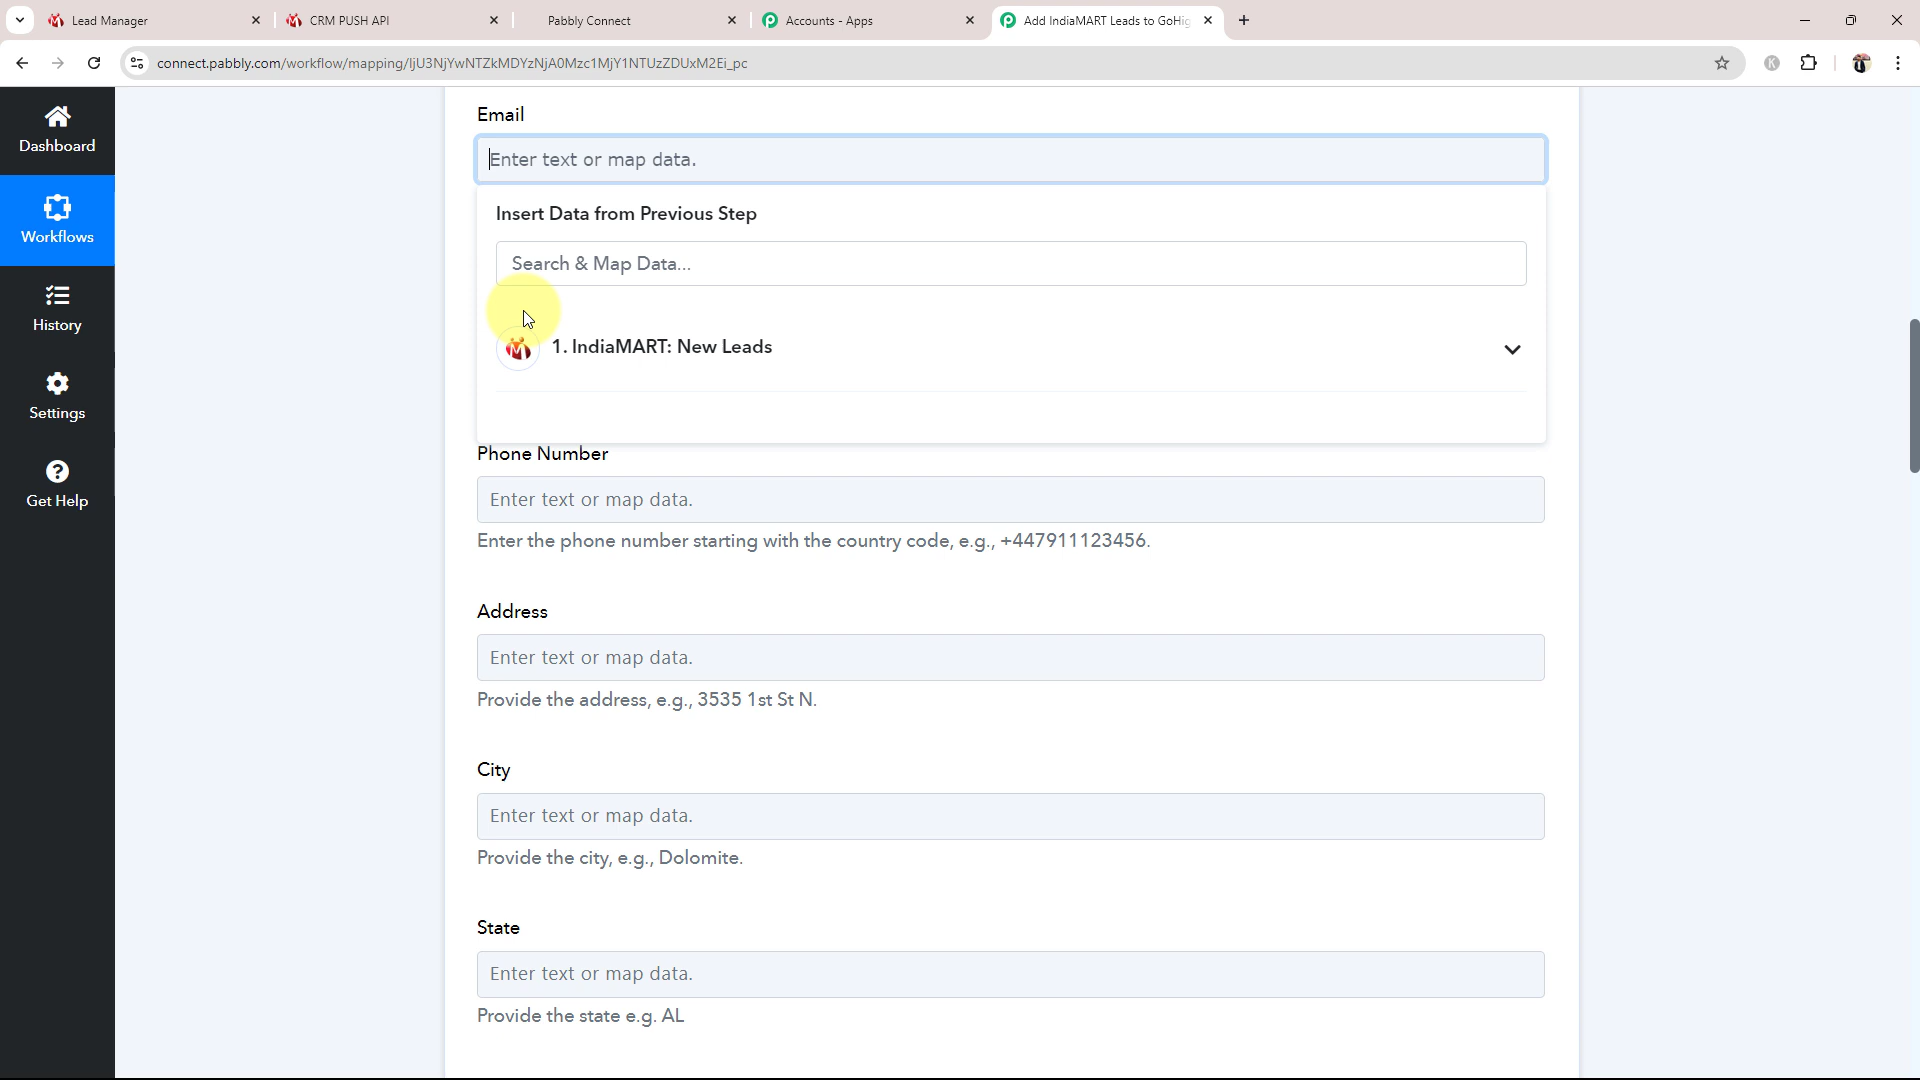 Lead Manager
CRM PUSH API
Pabbly Connect
Accounts - Apps
Add IndiaMART Leads to GoHig
connect.pabbly.com/workflow/mapping/IjU3NjYwNTZkMDYzNjA0Mzc1MjY1NTUzZDUxM2Ei_pc
K
Dashboard
Workflows
History
Settings
Get Help
Email
Enter text or map data.
Insert Data from Previous Step
Search & Map Data...
1. IndiaMART: New Leads
Phone Number
Enter text or map data.
Enter the phone number starting with the country code, e.g., +447911123456.
Address
Enter text or map data.
Provide the address, e.g., 3535 1st St N.
City
Enter text or map data.
Provide the city, e.g., Dolomite.
State
Enter text or map data.
Provide the state e.g. AL